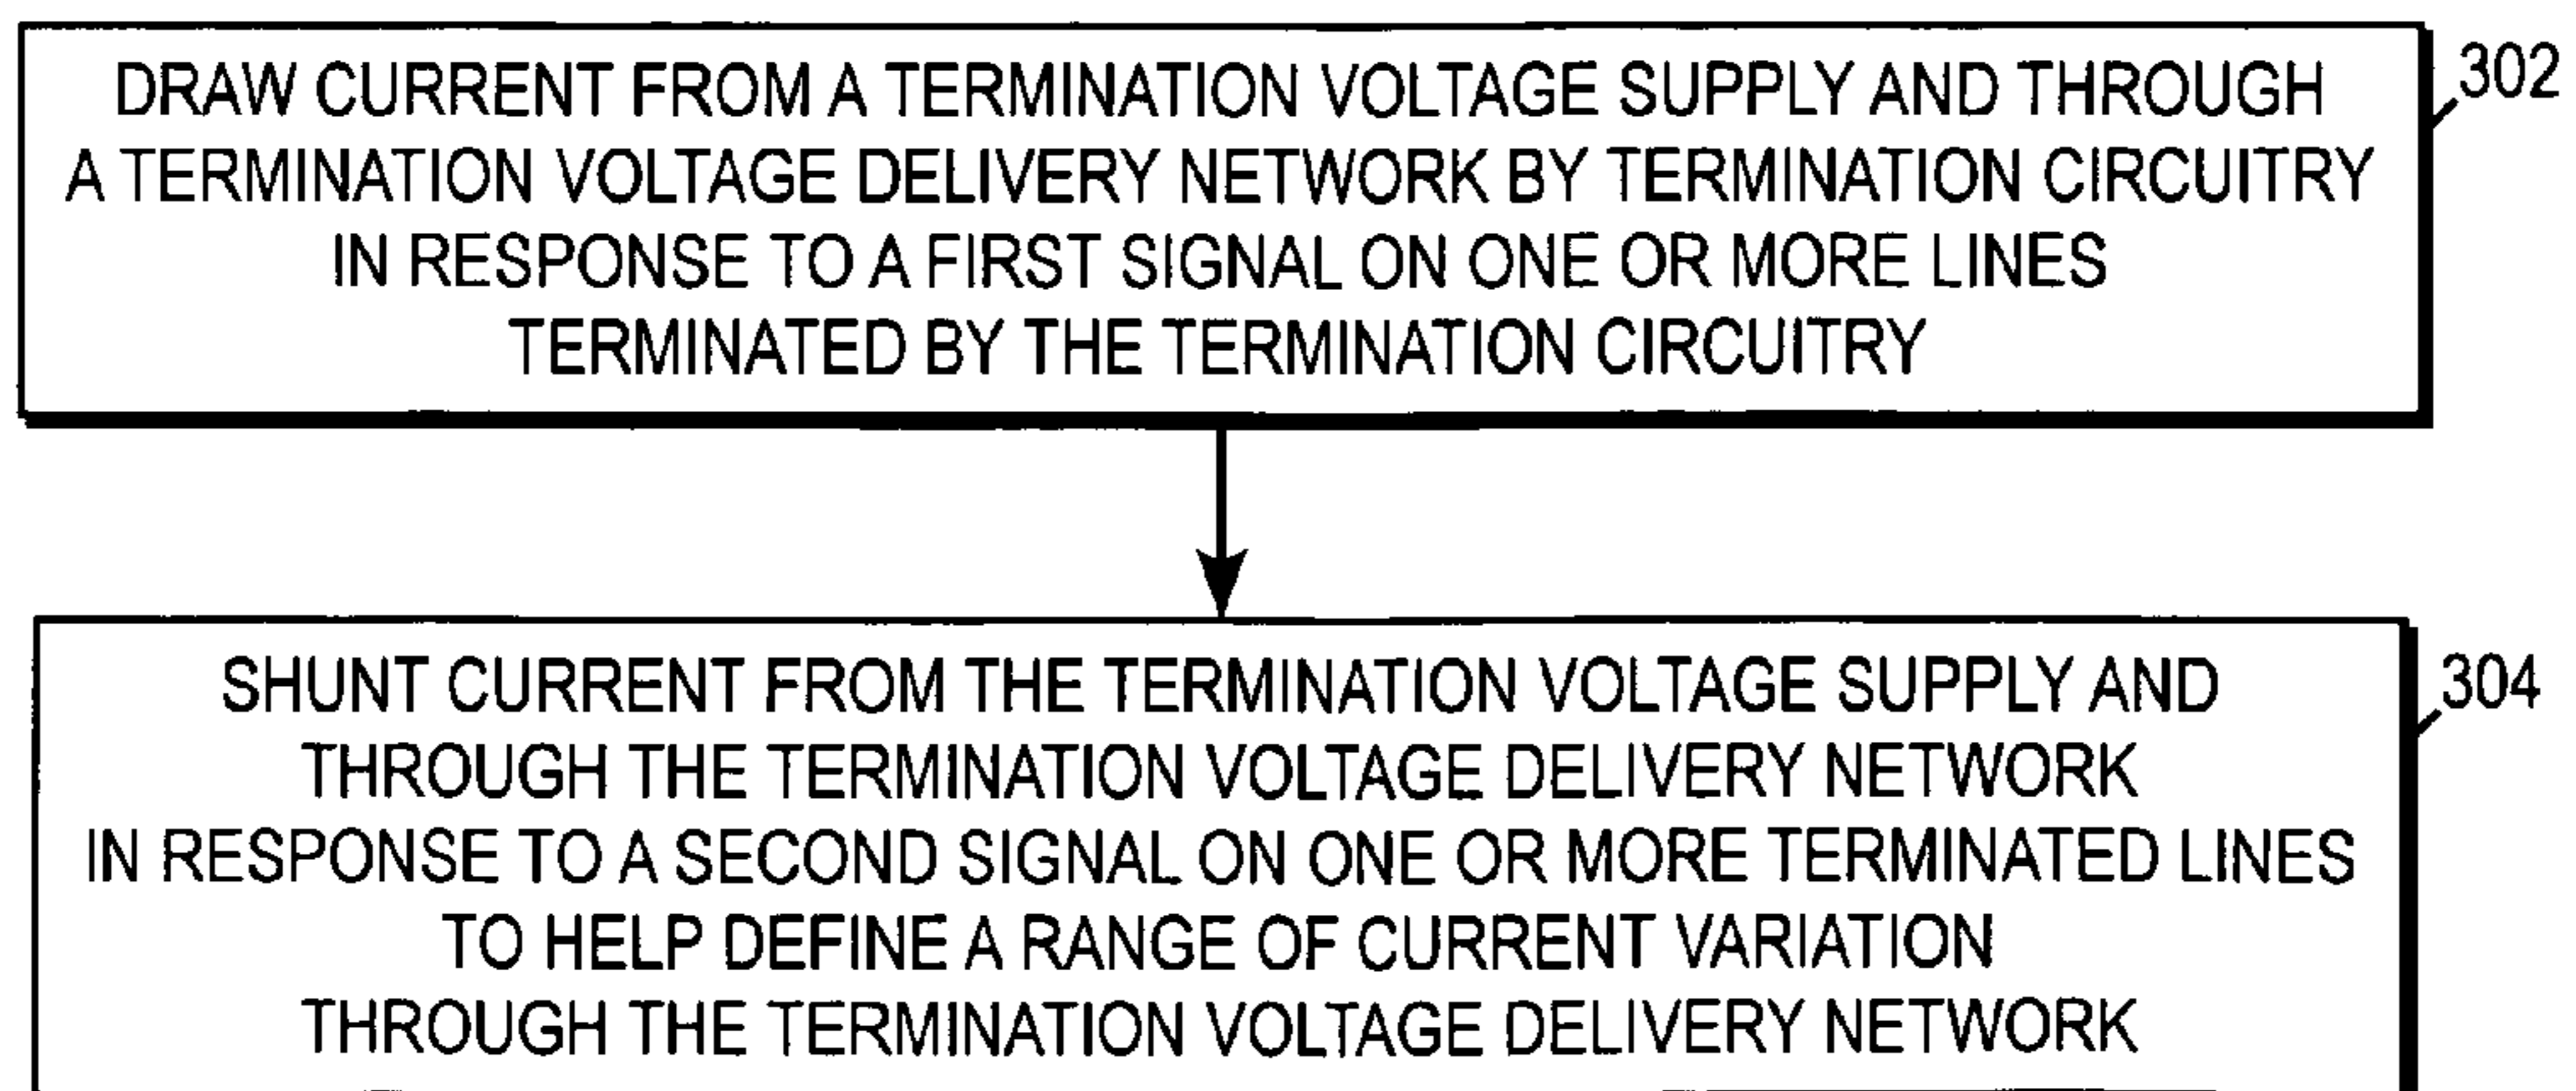 DRAW CURRENT FROM A TERMINATION VOLTAGE SUPPLY AND THROUGH
A TERMINATION VOLTAGE DELIVERY NETWORK BY TERMINATION CIRCUITRY
IN RESPONSE TO A FIRST SIGNAL ON ONE OR MORE LINES
TERMINATED BY THE TERMINATION CIRCUITRY
302
SHUNT CURRENT FROM THE TERMINATION VOLTAGE SUPPLY AND
THROUGH THE TERMINATION VOLTAGE DELIVERY NETWORK
IN RESPONSE TO A SECOND SIGNAL ON ONE OR MORE TERMINATED LINES
TO HELP DEFINE A RANGE OF CURRENT VARIATION
THROUGH THE TERMINATION VOLTAGE DELIVERY NETWORK
304